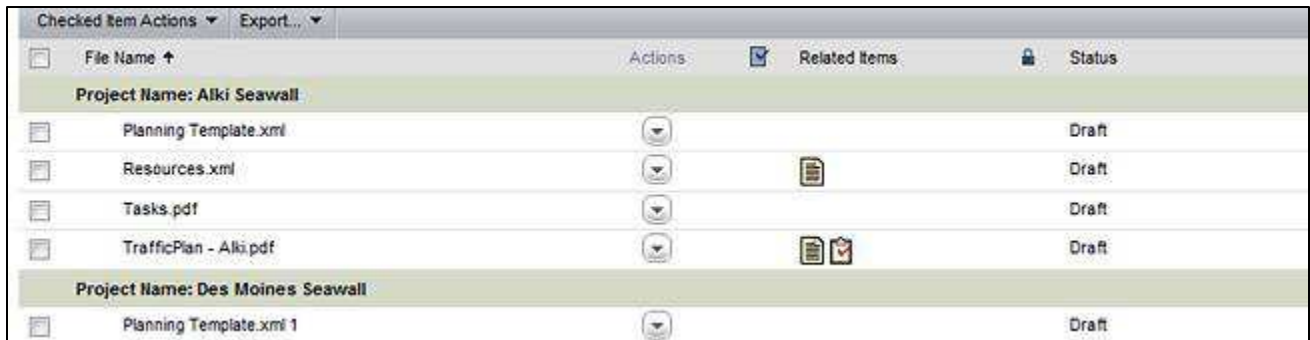 Checked Item Actions Export...
File Name Actions Related Items Status
Project Name: Alki Seawall
Planning Template.xml Draft
Resources.xml Draft
Tasks.pdf Draft
TrafficPlan - Alki.pdf Draft
Project Name: Des Moines Seawall
Planning Template.xml 1 Draft